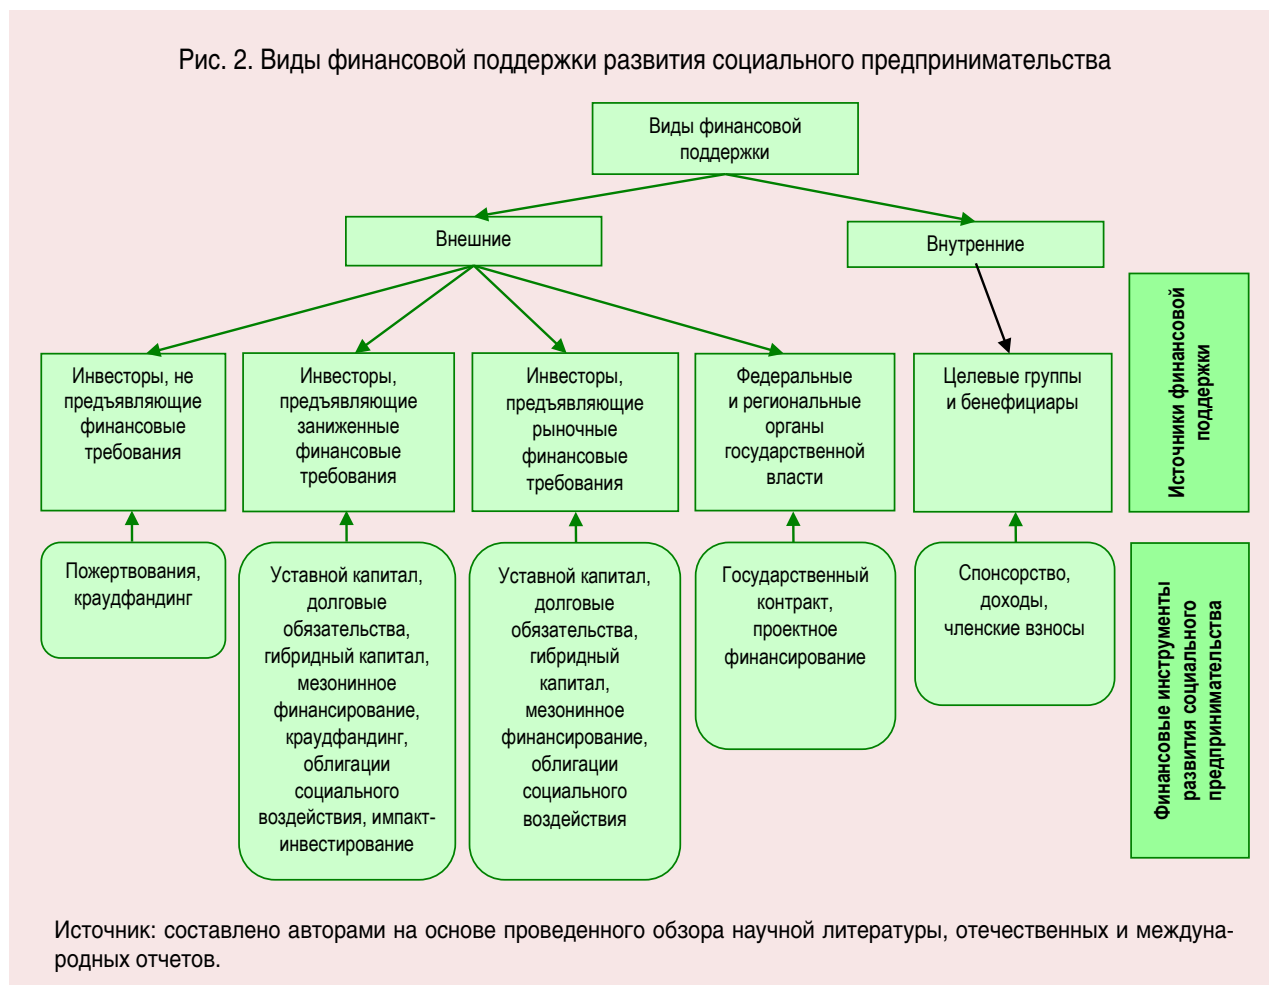 Рис. 2. Виды финансовой поддержки развития социального предпринимательства
Виды финансовой
поддержки
Внешние
Внутренние
Инвесторы, не
предъявляющие
финансовые
требования
Инвесторы,
предъявляющие
заниженные
финансовые
требования
Инвесторы,
предъявляющие
рыночные
финансовые
требования
Федеральные
и региональные
органы
государственной
власти
Целевые группы
и бенефициары
Источники финансовой
поддержки
Пожертвования,
краудфандинг
Уставной капитал,
долговые
обязательства,
гибридный капитал,
мезонинное
финансирование,
краудфандинг,
облигации
социального
воздействия, импакт-
инвестирование
Уставной капитал,
долговые
обязательства,
гибридный
капитал,
мезонинное
финансирование,
облигации
социального
воздействия
Государственный
контракт,
проектное
финансирование
Спонсорство,
доходы,
членские взносы
Финансовые инструменты
развития социального
предпринимательства
Источник: составлено авторами на основе проведенного обзора научной литературы, отечественных и междуна-
родных отчетов.